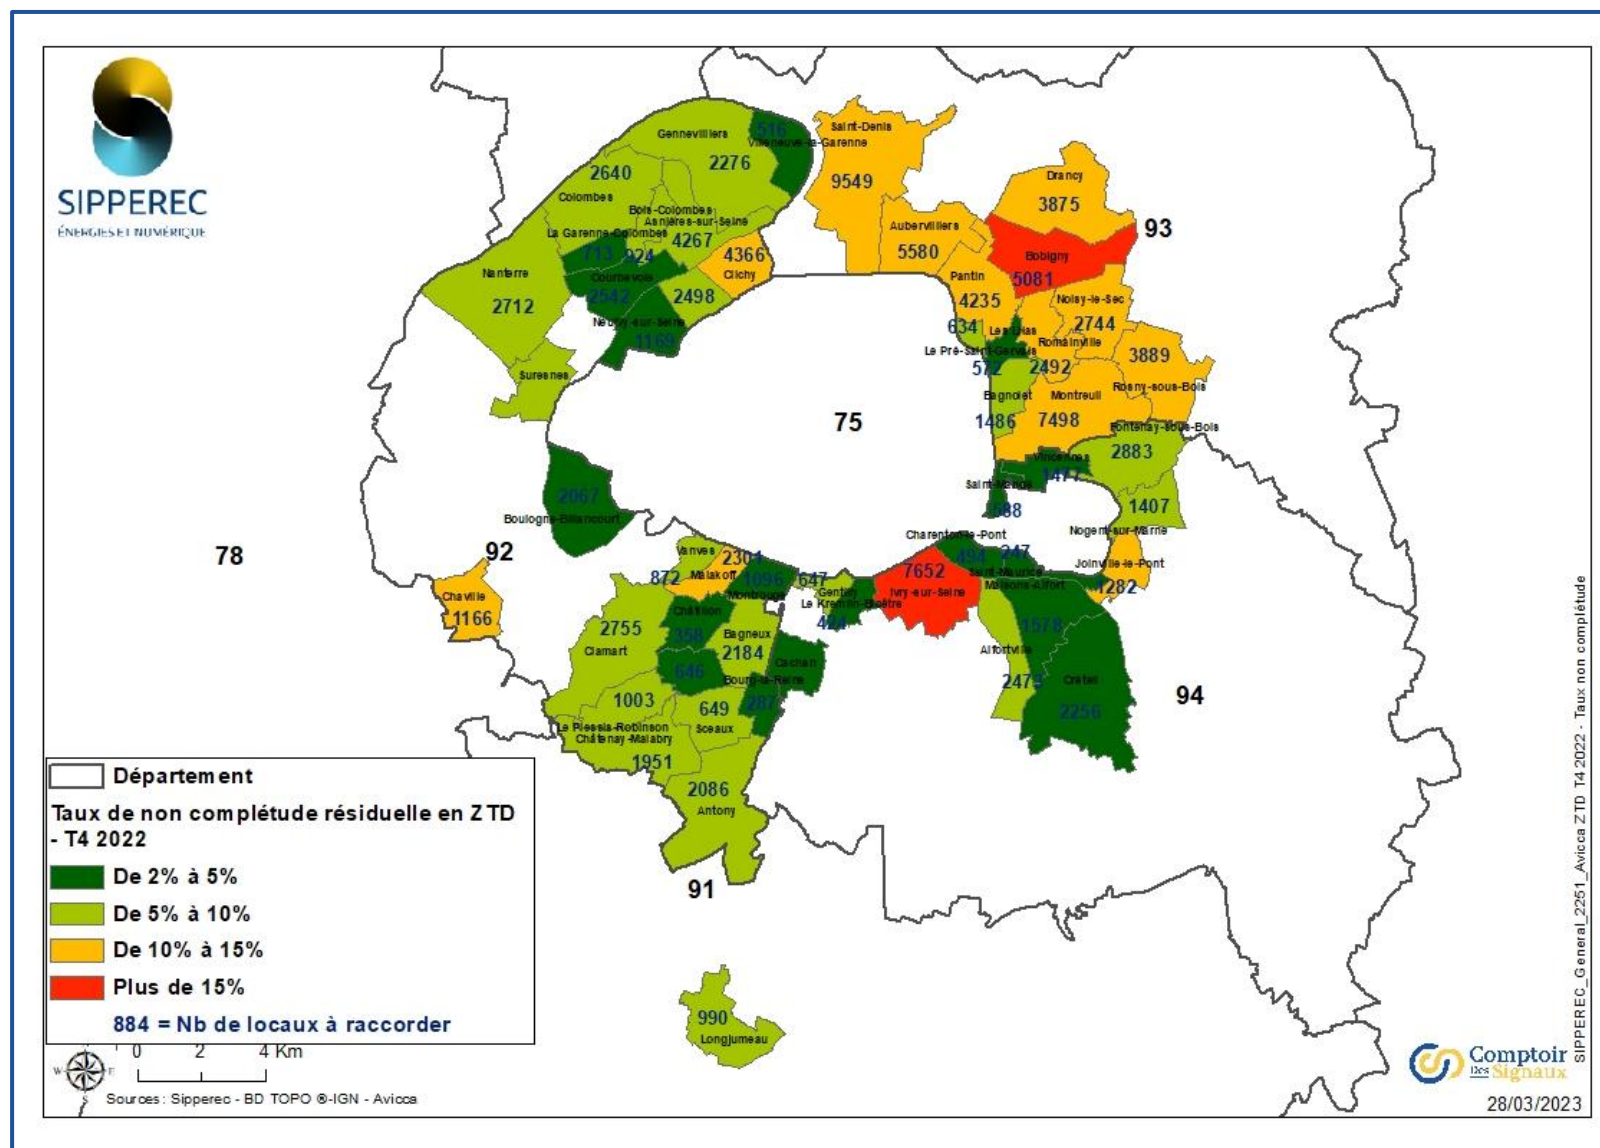 SIPPEREC
ÉNERGIES ET NUMÉRIQUE
Gennevilliers
516
Villeneuve-la-Garenne
2276
2640
Colombes
Bois-Colombes
Asnières-sur-Seine
La Garenne-Colombes
4267
713
924
4366
Clichy
Courbevoie
2542
2498
Nanterre
2712
Neuilly-sur-Seine
1169
Suresnes
Saint-Denis
9549
Drancy
3875
93
Aubervilliers
5580
Bobigny
5081
Pantin
4235
Noisy-le-Sec
2744
634
Les Lilas
Romainville
Le Pré-Saint-Gervais
572
2492
3889
Rosny-sous-Bois
Bagnolet
Montreuil
1486
7498
Fontenay-sous-Bois
2883
75
Vincennes
1477
Saint-Mandé
588
1407
Nogent-sur-Marne
2067
Boulogne-Billancourt
78
92
Charenton-le-Pont
494
247
Saint-Maurice
Joinville-le-Pont
1282
Maisons-Alfort
Vanves
2301
872
Malakoff
1096
Montrouge
647
Gentilly
Le Kremlin-Bicêtre
424
7652
Ivry-sur-Seine
Chaville
1166
Châtillon
358
Bagneux
2184
2755
Clamart
646
Cachan
Bourg-la-Reine
287
1578
Alfortville
2473
Créteil
2256
94
1003
649
Sceaux
Le Plessis-Robinson
Châtenay-Malabry
1951
2086
Antony
91
990
Longjumeau
Département
Taux de non complétude résiduelle en ZTD
- T4 2022
De 2% à 5%
De 5% à 10%
De 10% à 15%
Plus de 15%
884 = Nb de locaux à raccorder
W E
S
0 2 4 Km
Sources : Sipperec - BD TOPO ®-IGN - Avicca
SIPPEREC_General_2251_Avicca ZTD T4 2022 - Taux non complétude
Comptoir
Des Signaux
28/03/2023